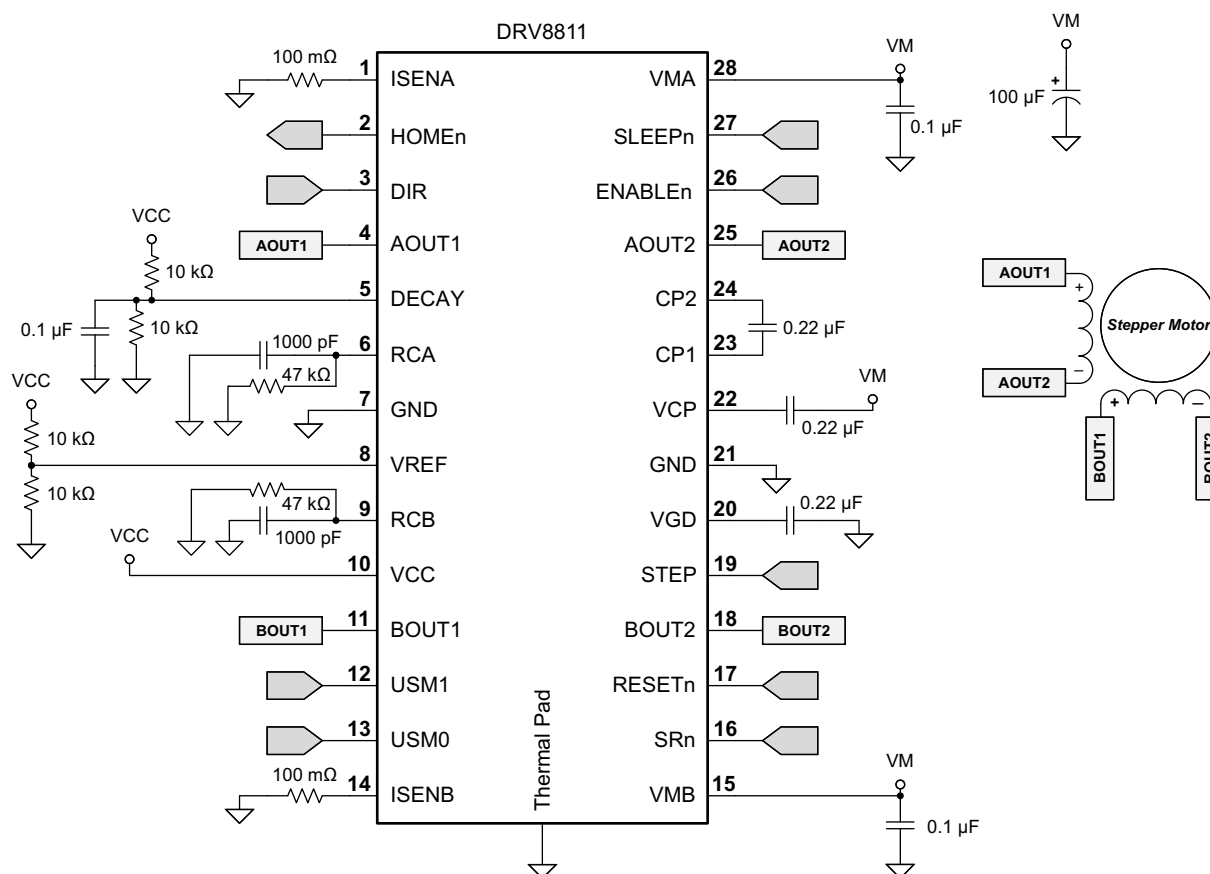 DRV8811
100 mΩ
1
ISENA
2
HOMEn
3
DIR
AOUT1
4
AOUT1
VCC
10 kΩ
5
DECAY
0.1 µF
10 kΩ
1000 pF
6
RCA
47 kΩ
7
GND
VCC
10 kΩ
8
VREF
10 kΩ
47 kΩ
9
RCB
1000 pF
VCC
10
VCC
BOUT1
11
BOUT1
12
USM1
13
USM0
100 mΩ
14
ISENB
Thermal Pad
VMA
28
VM
0.1 µF
SLEEPn
27
ENABLEn
26
AOUT2
25
AOUT2
CP2
24
0.22 µF
CP1
23
VCP
22
0.22 µF
VM
GND
21
VGD
20
0.22 µF
STEP
19
BOUT2
18
BOUT2
RESETn
17
SRn
16
VMB
15
VM
0.1 µF
VM
+
100 µF
AOUT1
+
Stepper Motor
AOUT2
–
+
–
BOUT1
BOUT2